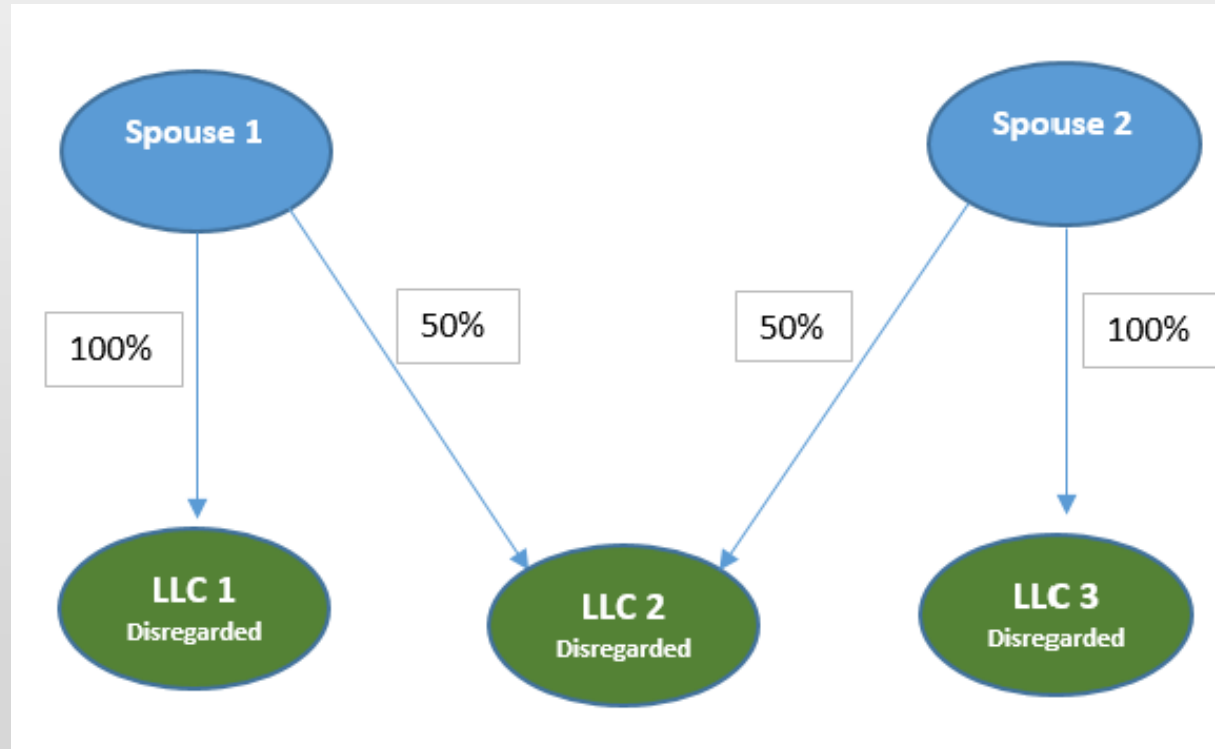 Spouse 1
Spouse 2
100%
50%
50%
100%
LLC 1
Disregarded
LLC 2
Disregarded
LLC 3
Disregarded